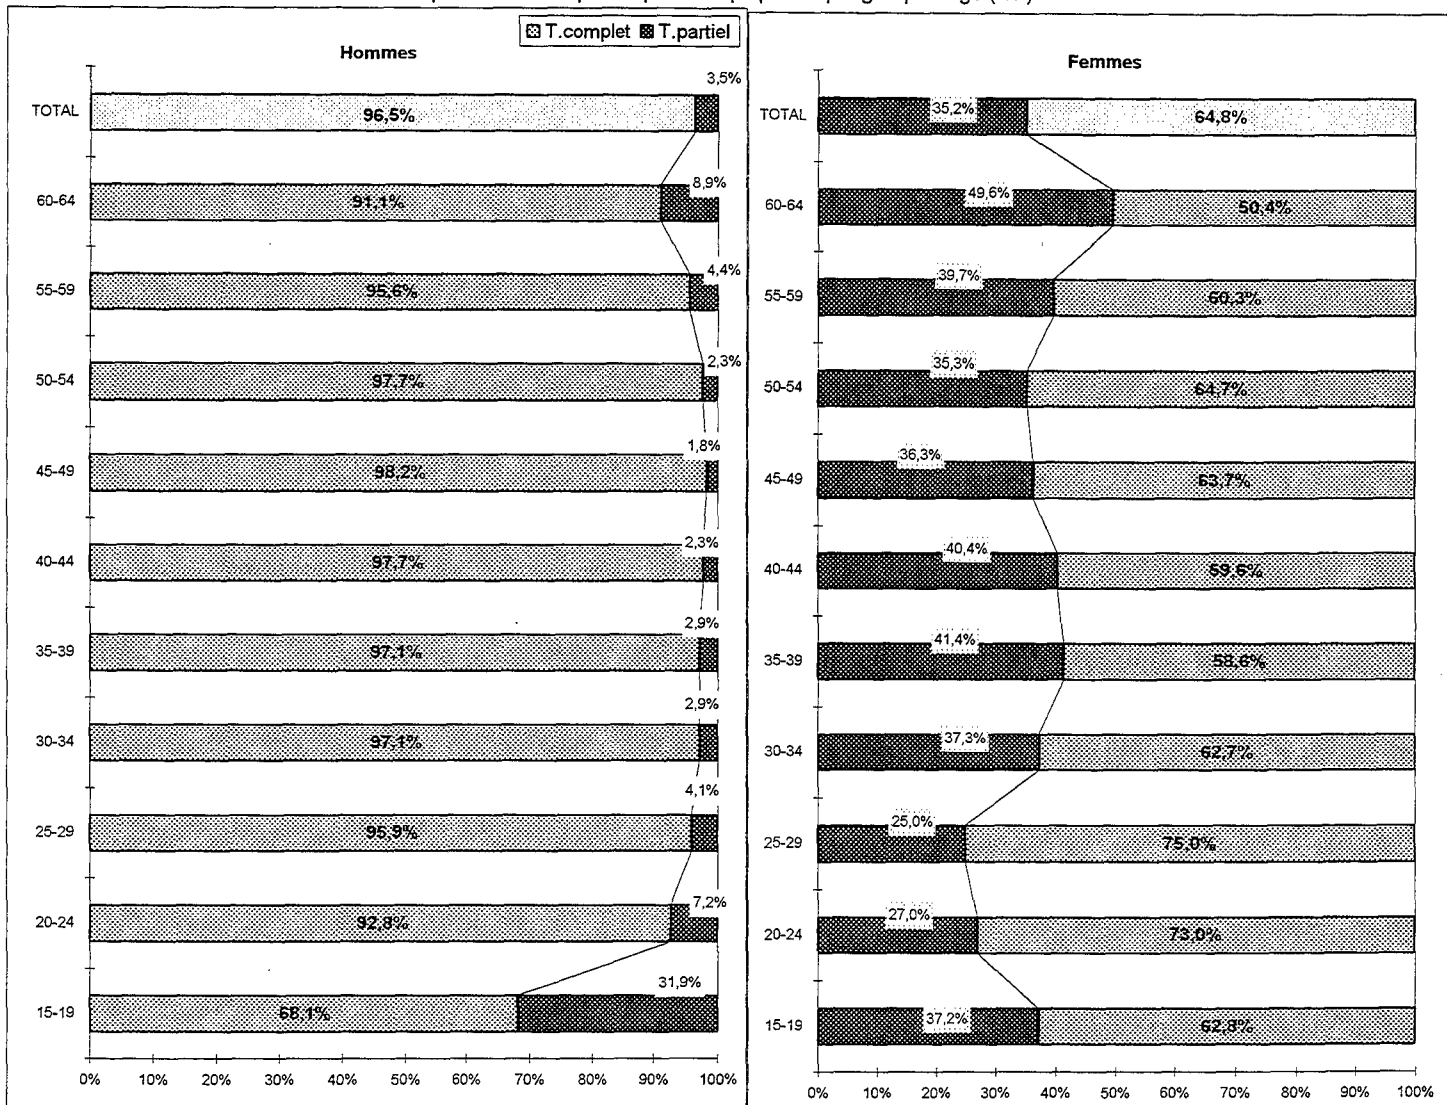 T.complet T.partiel
Hommes
3,5%
TOTAL 96,5%
8,9%
60-64 91,1%
4,4%
55-59 95,6%
2,3%
50-54 97,7%
1,8%
45-49 98,2%
2,3%
40-44 97,7%
2,9%
35-39 97,1%
2,9%
30-34 97,1%
4,1%
25-29 95,9%
7,2%
20-24 92,8%
31,9%
15-19 68,1%
0% 10% 20% 30% 40% 50% 60% 70% 80% 90% 100%
Femmes
TOTAL 35,2% 64,8%
60-64 49,6% 50,4%
55-59 39,7% 60,3%
50-54 35,3% 64,7%
45-49 36,3% 63,7%
40-44 40,4% 59,6%
35-39 41,4% 58,6%
30-34 37,3% 62,7%
25-29 25,0% 75,0%
20-24 27,0% 73,0%
15-19 37,2% 62,8%
0% 10% 20% 30% 40% 50% 60% 70% 80% 90% 100%